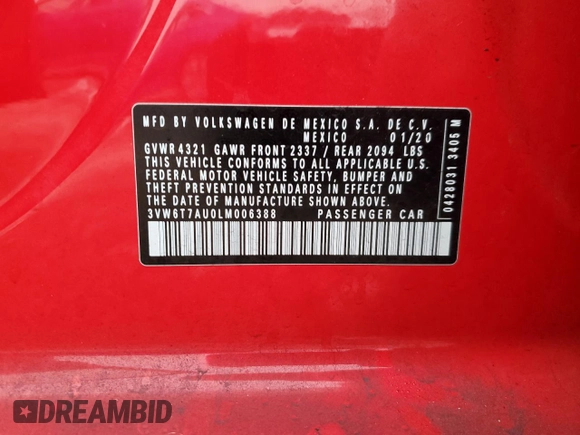 MFD BY VOLKSWAGEN DE MEXICO S.A. DE C.V.
MEXICO 01/20
GVWR 4321 GAWR FRONT 2337 / REAR 2094 LBS
THIS VEHICLE CONFORMS TO ALL APPLICABLE U.S.
FEDERAL MOTOR VEHICLE SAFETY, BUMPER AND
THEFT PREVENTION STANDARDS IN EFFECT ON
THE DATE OF MANUFACTURE SHOWN ABOVE
3VW6T7AU0LM006388 PASSENGER CAR
0428031 3405 M
DREAMBID